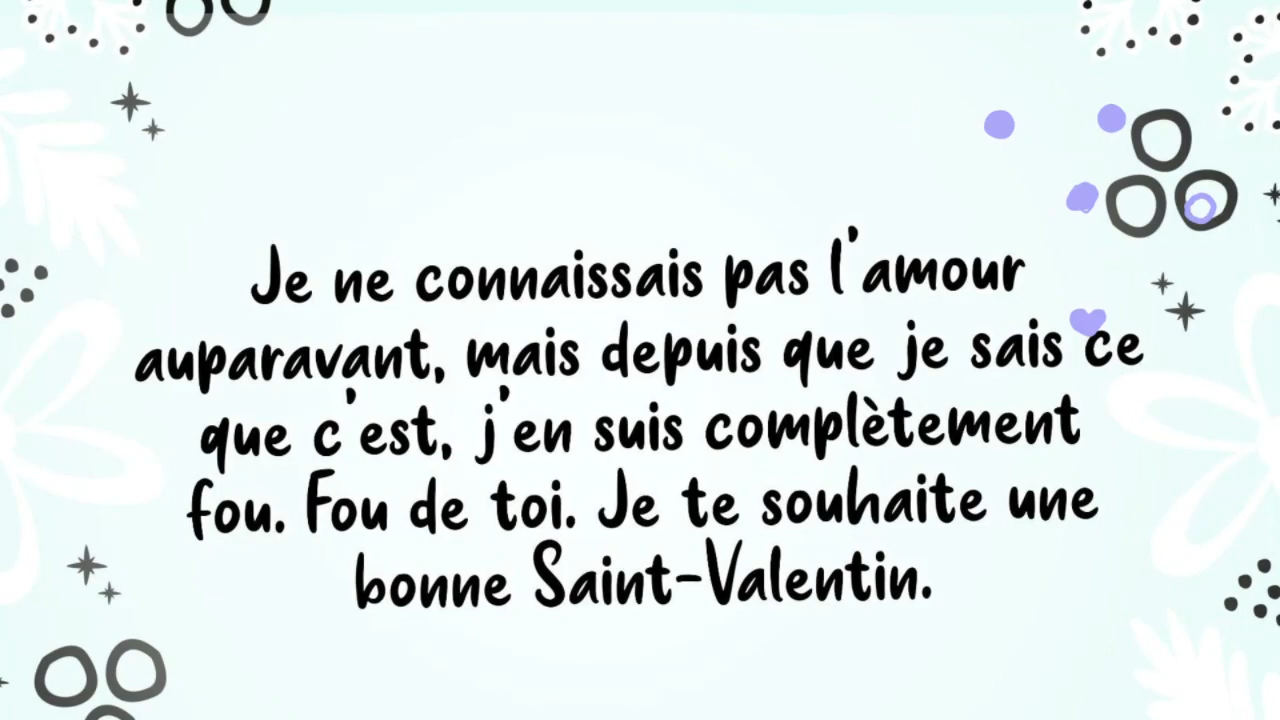 Je ne connaissais pas l'amour
auparavant, mais depuis que je sais ce
que c'est, j'en suis complètement
fou. Fou de toi. Je te souhaite une
bonne Saint-Valentin.